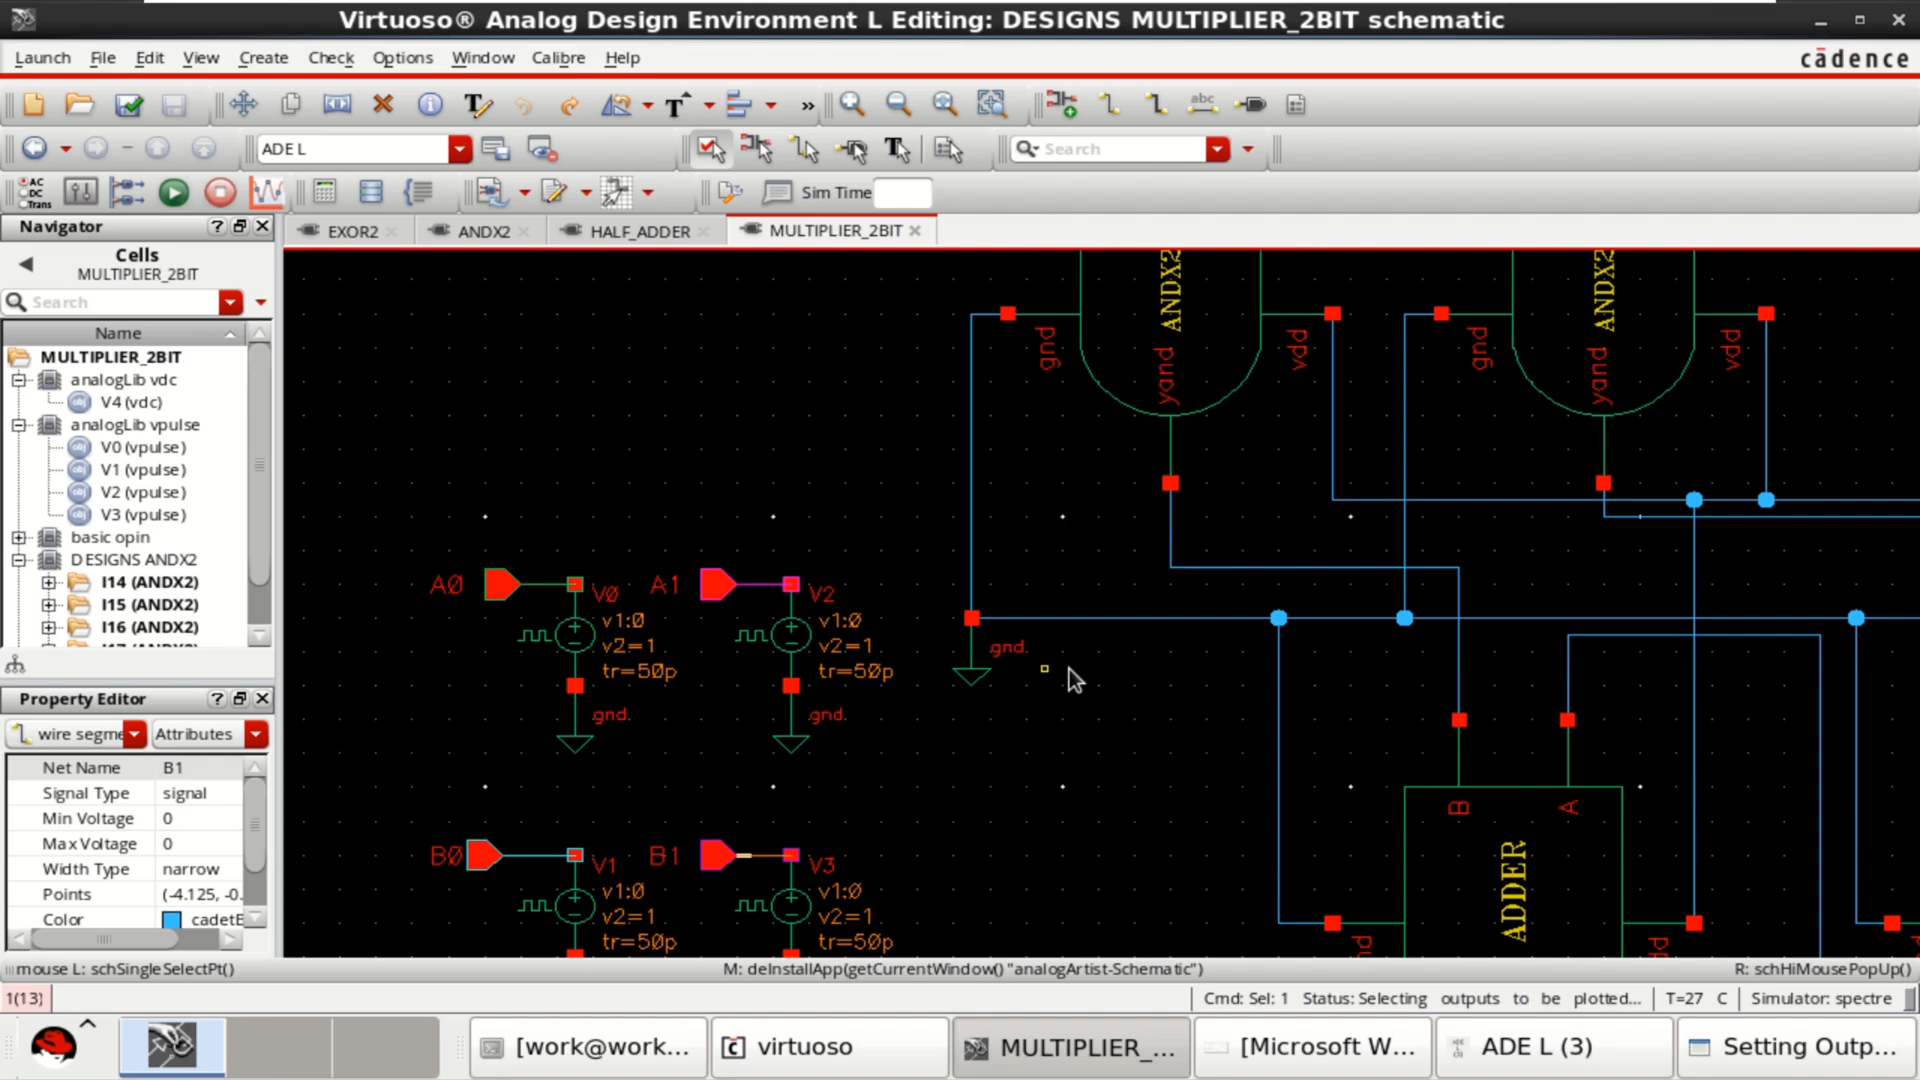 Virtuoso® Analog Design Environment L Editing: DESIGNS MULTIPLIER_2BIT schematic
Launch File Edit View Create Check Options Window Calibre Help
cādence
ADE L
Search
AC DC Trans
Sim Time
Navigator
EXOR2 ANDX2 HALF_ADDER MULTIPLIER_2BIT
Cells
MULTIPLIER_2BIT
Search
Name
MULTIPLIER_2BIT
analogLib vdc
V4 (vdc)
analogLib vpulse
V0 (vpulse)
V1 (vpulse)
V2 (vpulse)
V3 (vpulse)
basic opin
DESIGNS ANDX2
I14 (ANDX2)
I15 (ANDX2)
I16 (ANDX2)
Property Editor
wire segme Attributes
Net Name B1
Signal Type signal
Min Voltage 0
Max Voltage 0
Width Type narrow
Points (-4.125, -0.
Color cadetB
ANDX2
gnd
yand
vdd
ANDX2
gnd
yand
vdd
A0
V0
v1:0
v2=1
tr=50p
gnd.
A1
V2
v1:0
v2=1
tr=50p
gnd.
gnd.
B0
V1
v1:0
v2=1
tr=50p
B1
V3
v1:0
v2=1
tr=50p
B
A
ADDER
mouse L: schSingleSelectPt()
M: deInstallApp(getCurrentWindow() "analogArtist-Schematic")
R: schHiMousePopUp()
1(13)
Cmd: Sel: 1 Status: Selecting outputs to be plotted... T=27 C Simulator: spectre
[work@work... virtuoso MULTIPLIER_... [Microsoft W... ADE L (3) Setting Outp...